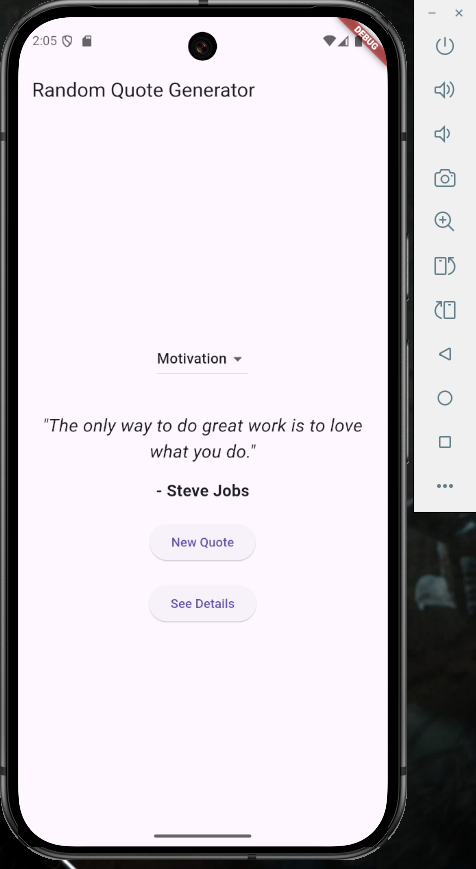 2:05
DEBUG
Random Quote Generator
Motivation
"The only way to do great work is to love
what you do."
- Steve Jobs
New Quote
See Details